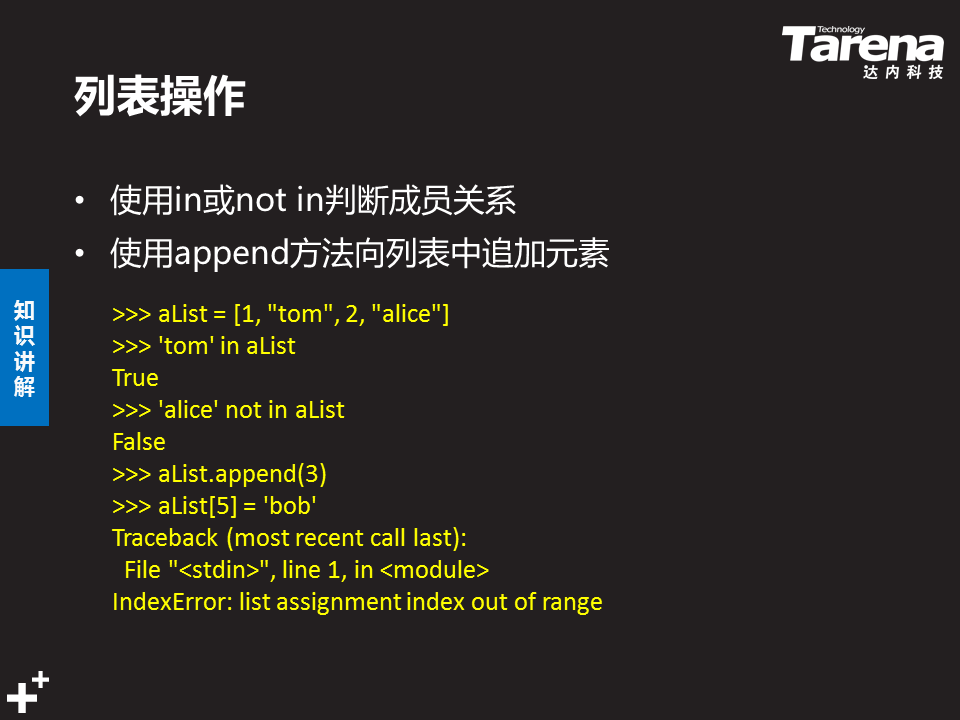 Technology
Tarena
达内科技
列表操作
• 使用in或not in判断成员关系
• 使用append方法向列表中追加元素
知识讲解
>>> aList = [1, "tom", 2, "alice"]
>>> 'tom' in aList
True
>>> 'alice' not in aList
False
>>> aList.append(3)
>>> aList[5] = 'bob'
Traceback (most recent call last):
  File "<stdin>", line 1, in <module>
IndexError: list assignment index out of range